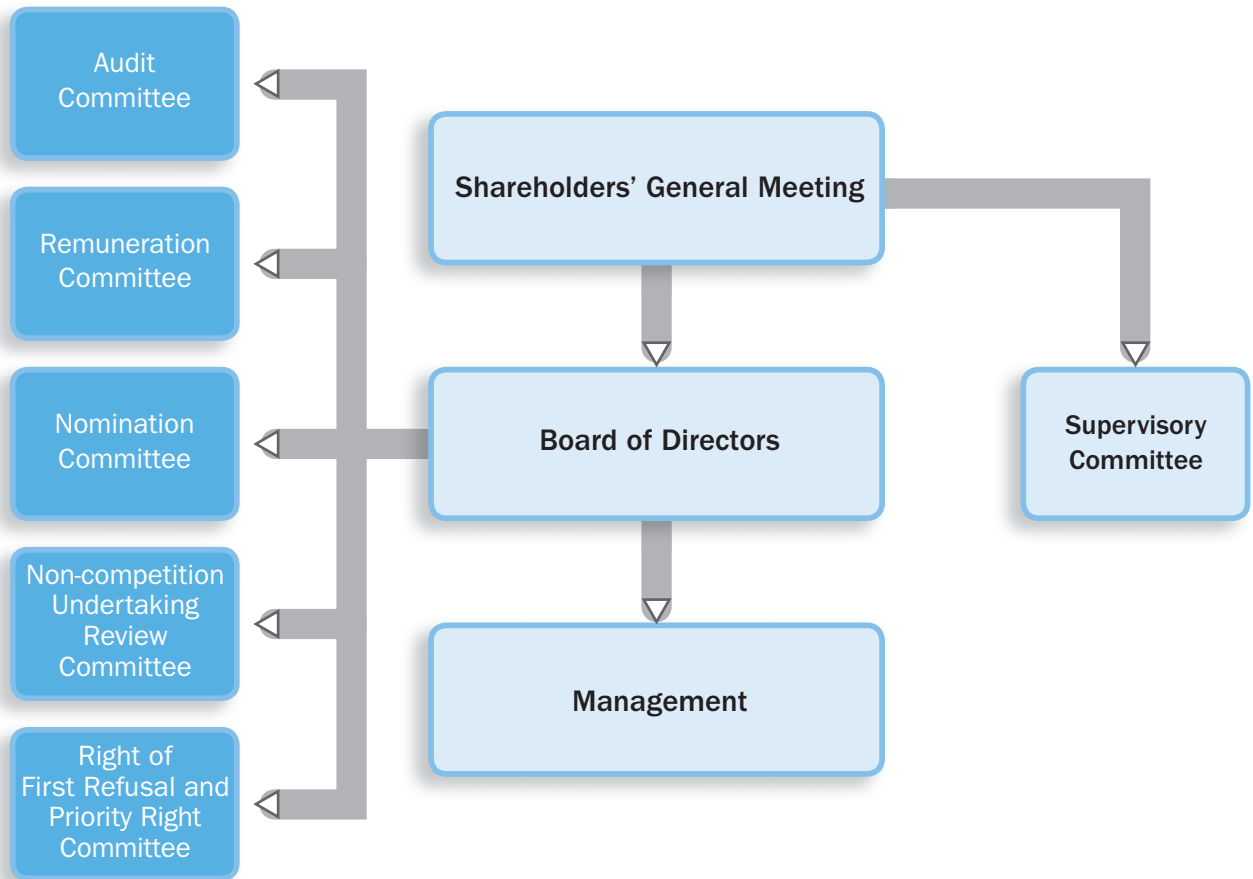 Audit
Committee
Remuneration
Committee
Nomination
Committee
Non-competition
Undertaking
Review
Committee
Right of
First Refusal and
Priority Right
Committee
Shareholders’ General Meeting
Board of Directors
Management
Supervisory
Committee